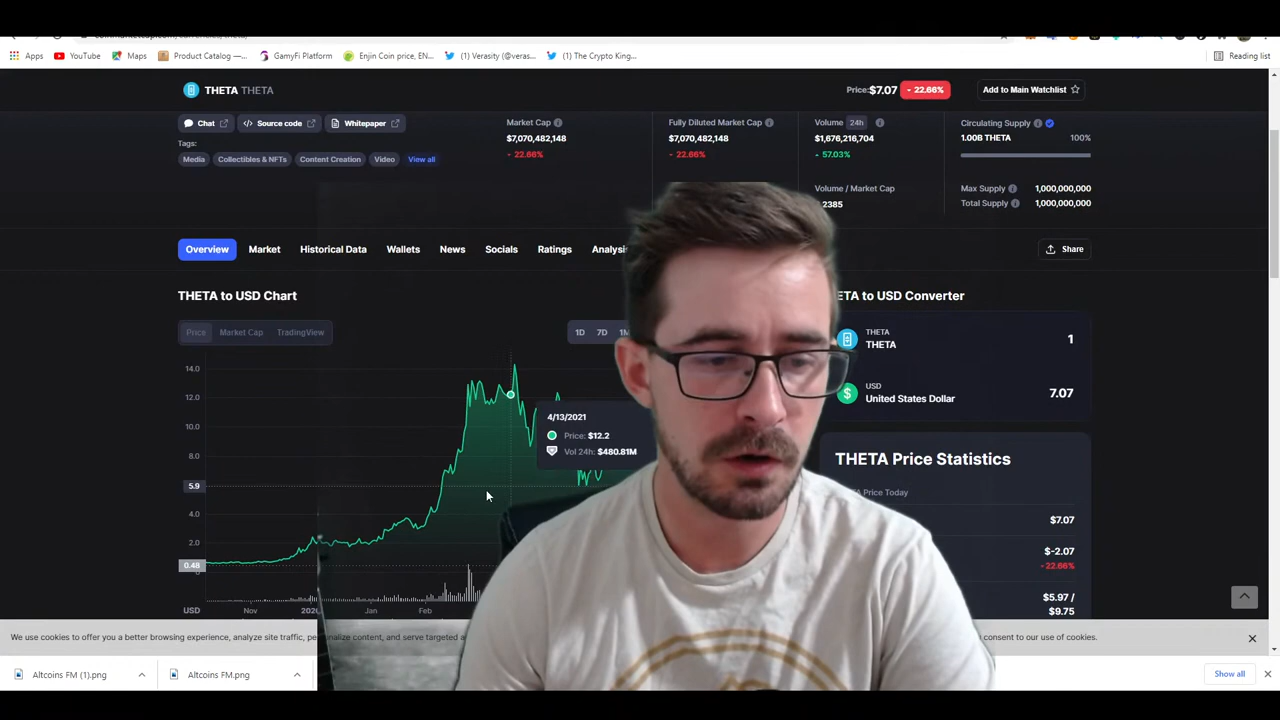 Apps YouTube Maps Product Catalog —... GamyFi Platform Enjin Coin price, EN... (1) Verasity (@veras... (1) The Crypto King... Reading list
THETA THETA Price:$7.07 - 22.66% Add to Main Watchlist
Chat Source code Whitepaper Market Cap Fully Diluted Market Cap Volume 24h Circulating Supply
$7,070,482,148 $7,070,482,148 $1,676,216,704 1.00B THETA 100%
Tags: - 22.66% - 22.66% - 57.03%
Media Collectibles & NFTs Content Creation Video View all
Volume / Market Cap Max Supply 1,000,000,000
2385 Total Supply 1,000,000,000
Overview Market Historical Data Wallets News Socials Ratings Analysi Share
THETA to USD Chart ETA to USD Converter
Price Market Cap TradingView 1D 7D 1M
THETA
THETA 1
USD
United States Dollar 7.07
14.0
12.0
10.0
8.0
5.9
4.0
2.0
0.48
4/13/2021
Price: $12.2
Vol 24h: $480.81M
THETA Price Statistics
A Price Today
$7.07
$-2.07
- 22.66%
$5.97 /
$9.75
USD Nov Jan Feb
We use cookies to offer you a better browsing experience, analyze site traffic, personalize content, and serve targeted consent to our use of cookies.
Altcoins FM (1).png Altcoins FM.png Show all